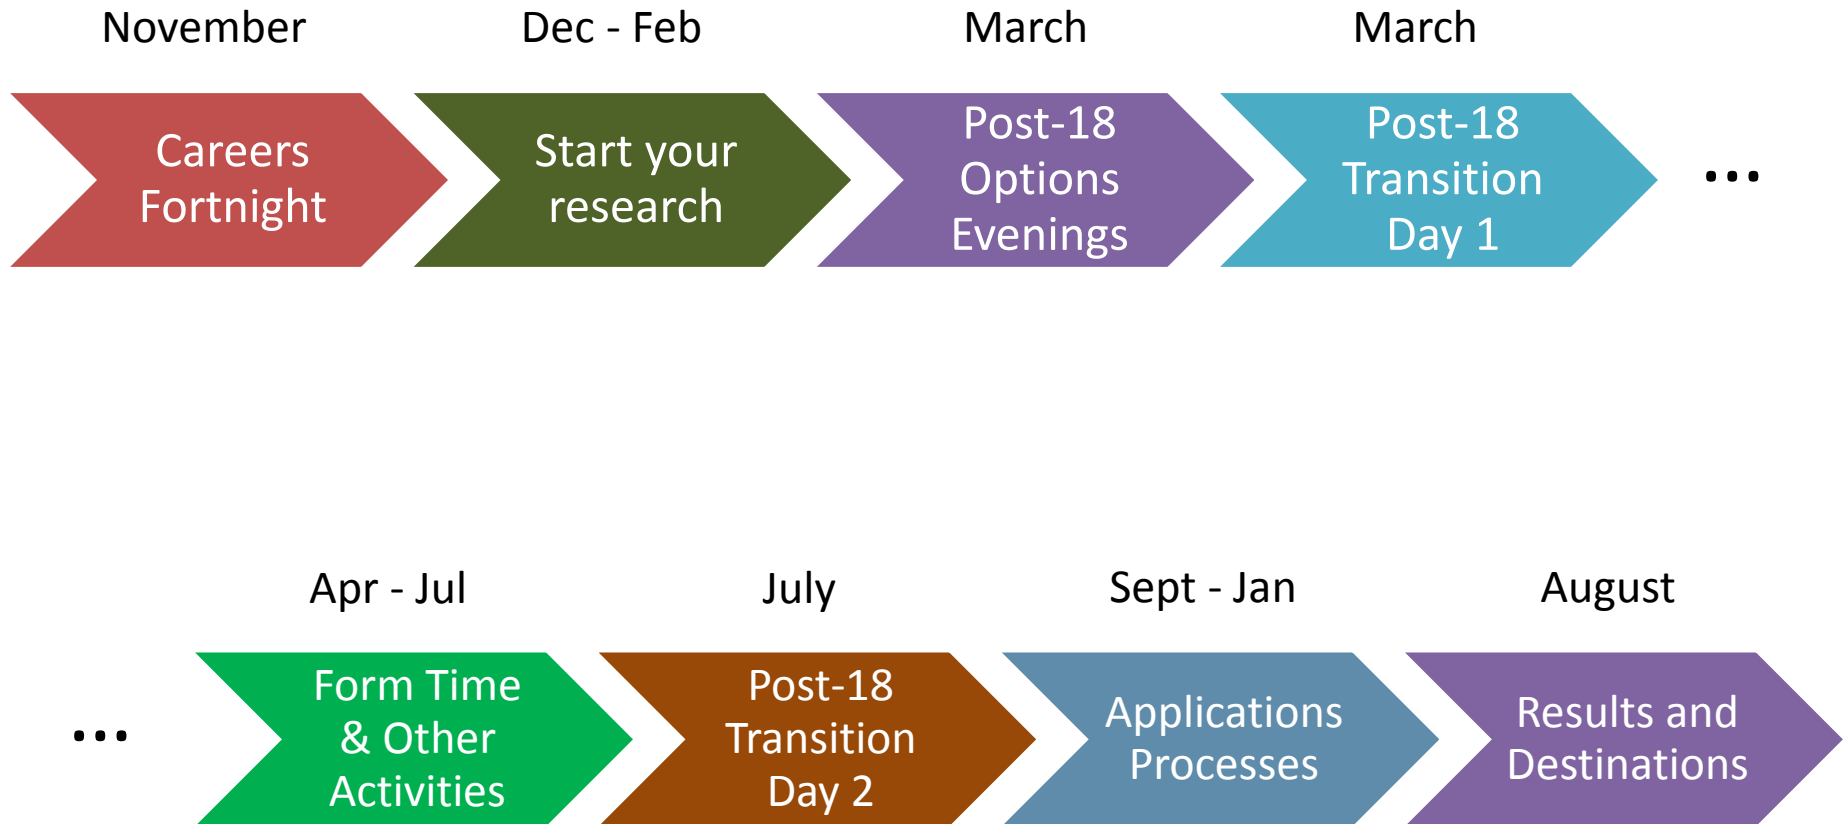 November
Dec - Feb
March
March
Careers
Fortnight
Start your
research
Post-18
Options
Evenings
Post-18
Transition
Day 1
...
Apr - Jul
July
Sept - Jan
August
...
Form Time
& Other
Activities
Post-18
Transition
Day 2
Applications
Processes
Results and
Destinations